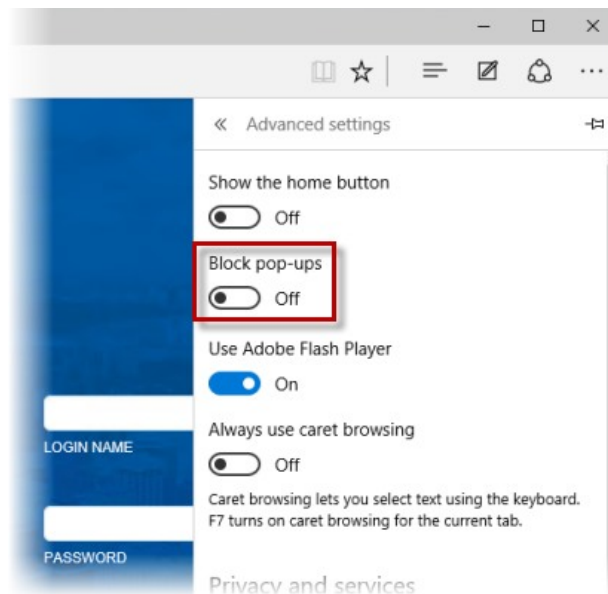 « Advanced settings
Show the home button
Off
Block pop-ups
Off
Use Adobe Flash Player
On
Always use caret browsing
Off
Caret browsing lets you select text using the keyboard.
F7 turns on caret browsing for the current tab.
Privacy and services
LOGIN NAME
PASSWORD